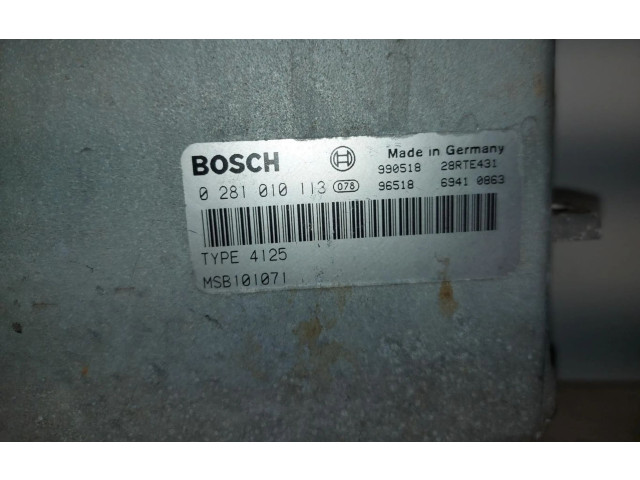 BOSCH Made in Germany
990518 28RTE431
0 281 010 113 078 96518 6941 0863
TYPE 4125
MSB101071